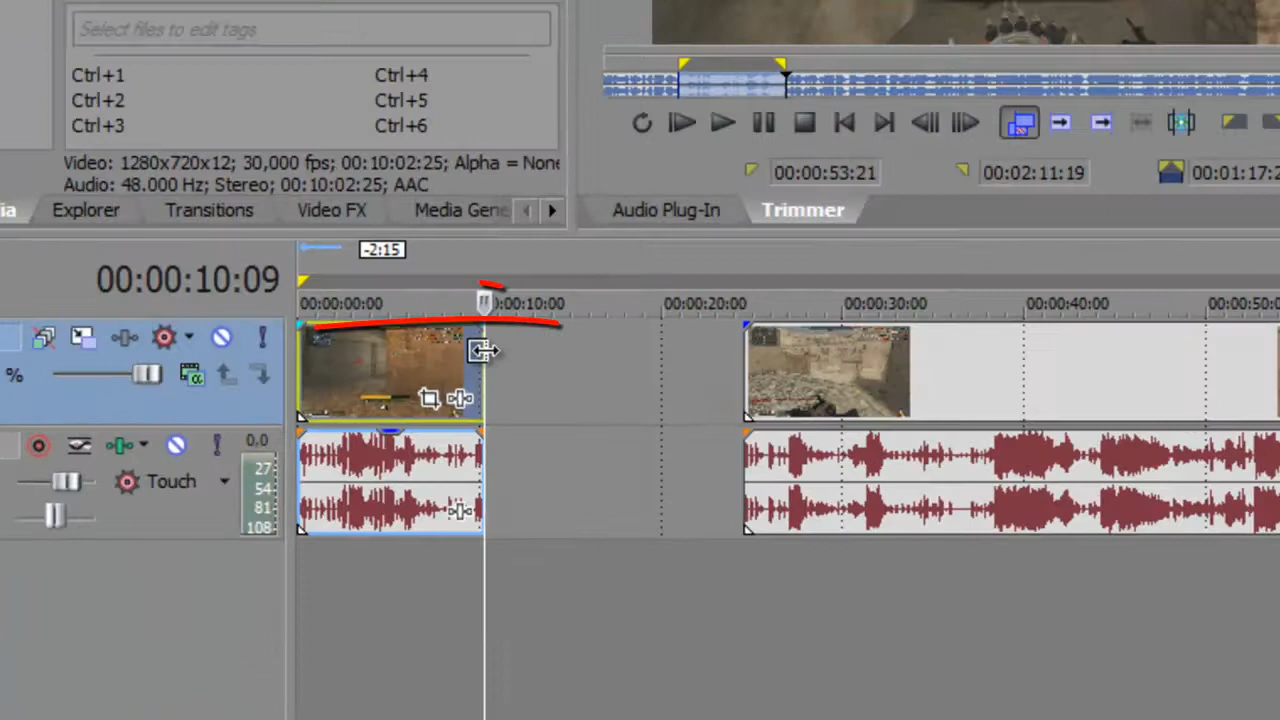 Select files to edit tags
Ctrl+1 Ctrl+4
Ctrl+2 Ctrl+5
Ctrl+3 Ctrl+6
Video: 1280x720x12; 30,000 fps; 00:10:02:25; Alpha = None
Audio: 48.000 Hz; Stereo; 00:10:02:25; AAC
00:00:53:21 00:02:11:19 00:01:17:2
ia Explorer Transitions Video FX Media Gene Audio Plug-In Trimmer
-2:15
00:00:10:09
00:00:00:00 0:00:10:00 00:00:20:00 00:00:30:00 00:00:40:00 00:00:50:0
%
0,0
27
Touch
54
81
108